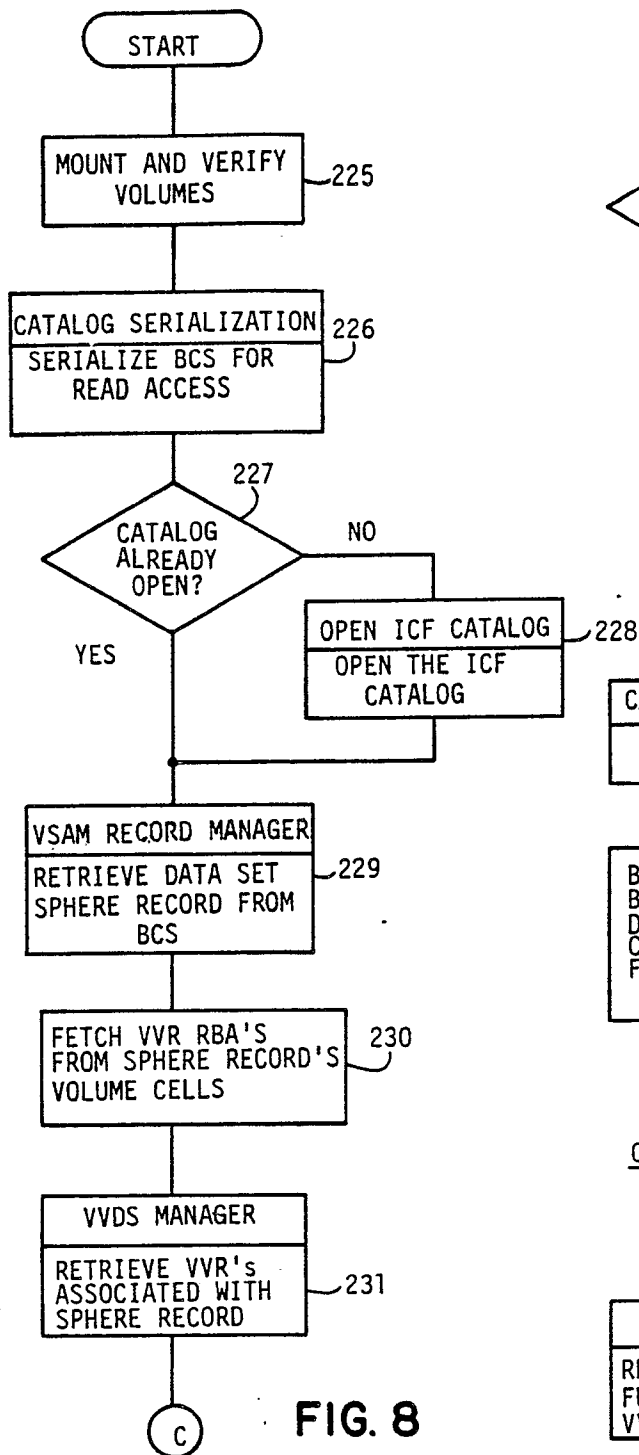 START
MOUNT AND VERIFY
VOLUMES
225
CATALOG SERIALIZATION
226
SERIALIZE BCS FOR
READ ACCESS
227
CATALOG
ALREADY
OPEN?
NO
YES
OPEN ICF CATALOG
228
OPEN THE ICF
CATALOG
VSAM RECORD MANAGER
RETRIEVE DATA SET
SPHERE RECORD FROM
BCS
229
FETCH VVR RBA'S
FROM SPHERE RECORD'S
VOLUME CELLS
230
VVDS MANAGER
RETRIEVE VVR's
ASSOCIATED WITH
SPHERE RECORD
231
C
FIG. 8